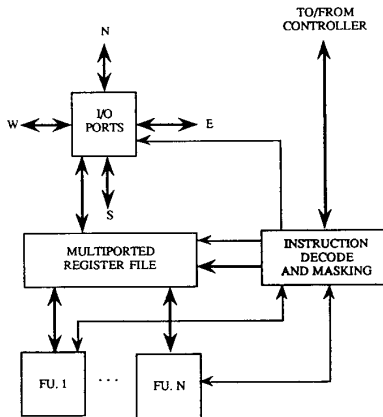 TO/FROM
CONTROLLER
N
I/O
PORTS
W
E
S
MULTIPORTED
REGISTER FILE
INSTRUCTION
DECODE
AND MASKING
FU. 1
. . .
FU. N